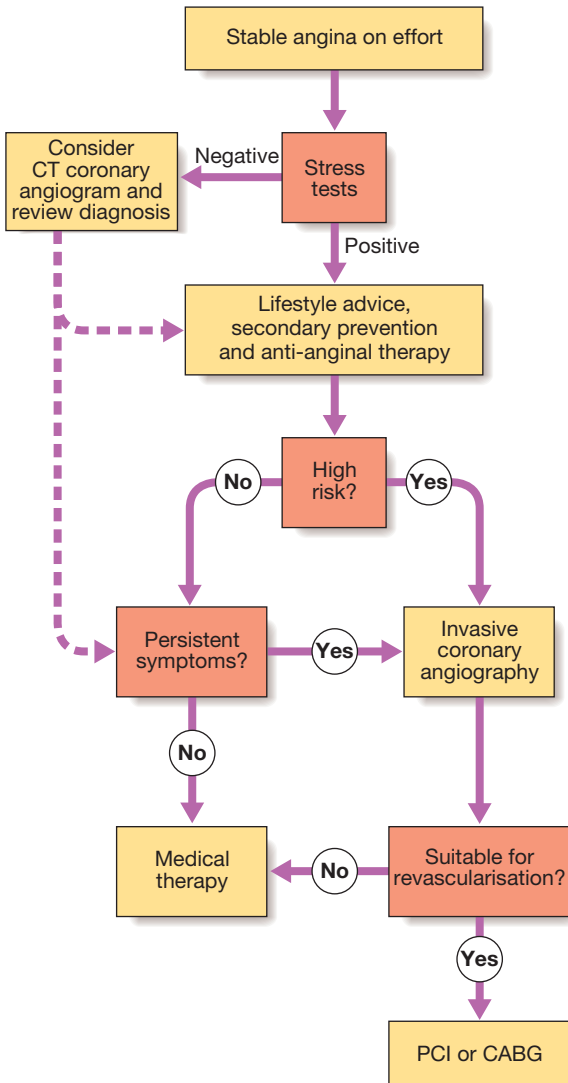 Stable angina on effort
Consider
CT coronary
angiogram and
review diagnosis
Negative
Stress
tests
Positive
Lifestyle advice,
secondary prevention
and anti-anginal therapy
No
High
risk?
Yes
Persistent
symptoms?
Yes
Invasive
coronary
angiography
No
Medical
therapy
No
Suitable for
revascularisation?
Yes
PCI or CABG